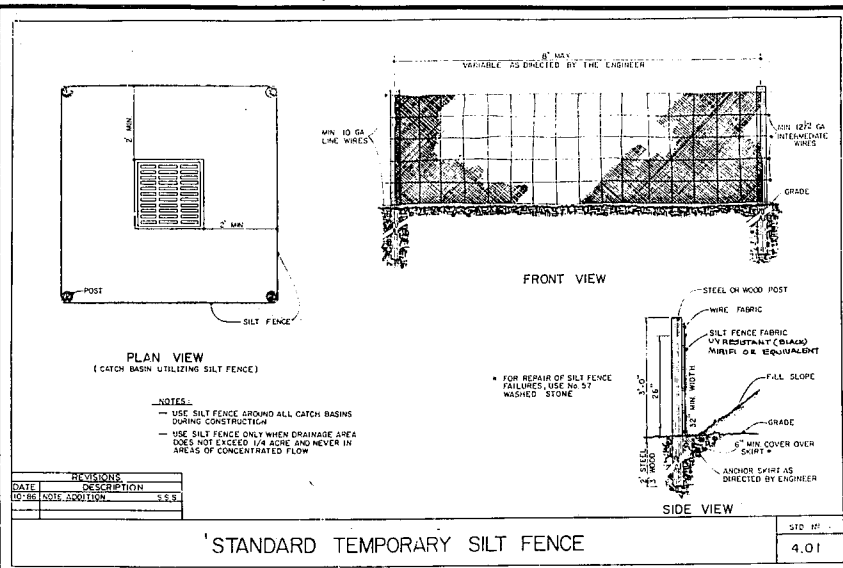 8' MAX
VARIABLE AS DIRECTED BY THE ENGINEER
2' MIN
2' MIN
POST
SILT FENCE
PLAN VIEW
( CATCH BASIN UTILIZING SILT FENCE )
MIN 10 GA
LINE WIRES
MIN 12 1/2 GA
INTERMEDIATE
WIRES
GRADE
FRONT VIEW
NOTES:
— USE SILT FENCE AROUND ALL CATCH BASINS
DURING CONSTRUCTION
— USE SILT FENCE ONLY WHEN DRAINAGE AREA
DOES NOT EXCEED 1/4 ACRE AND NEVER IN
AREAS OF CONCENTRATED FLOW
* FOR REPAIR OF SILT FENCE
FAILURES, USE No. 57
WASHED STONE
STEEL OR WOOD POST
WIRE FABRIC
SILT FENCE FABRIC
UV RESISTANT (BLACK)
MIRIFI OR EQUIVALENT
FILL SLOPE
GRADE
6" MIN. COVER OVER
SKIRT *
ANCHOR SKIRT AS
DIRECTED BY ENGINEER
3'-0"
26"
32" MIN. WIDTH
2' STEEL
3' WOOD
SIDE VIEW
REVISIONS
DATE DESCRIPTION
10-86 NOTE ADDITION S.S.S
STANDARD TEMPORARY SILT FENCE
STD Nº
4.01